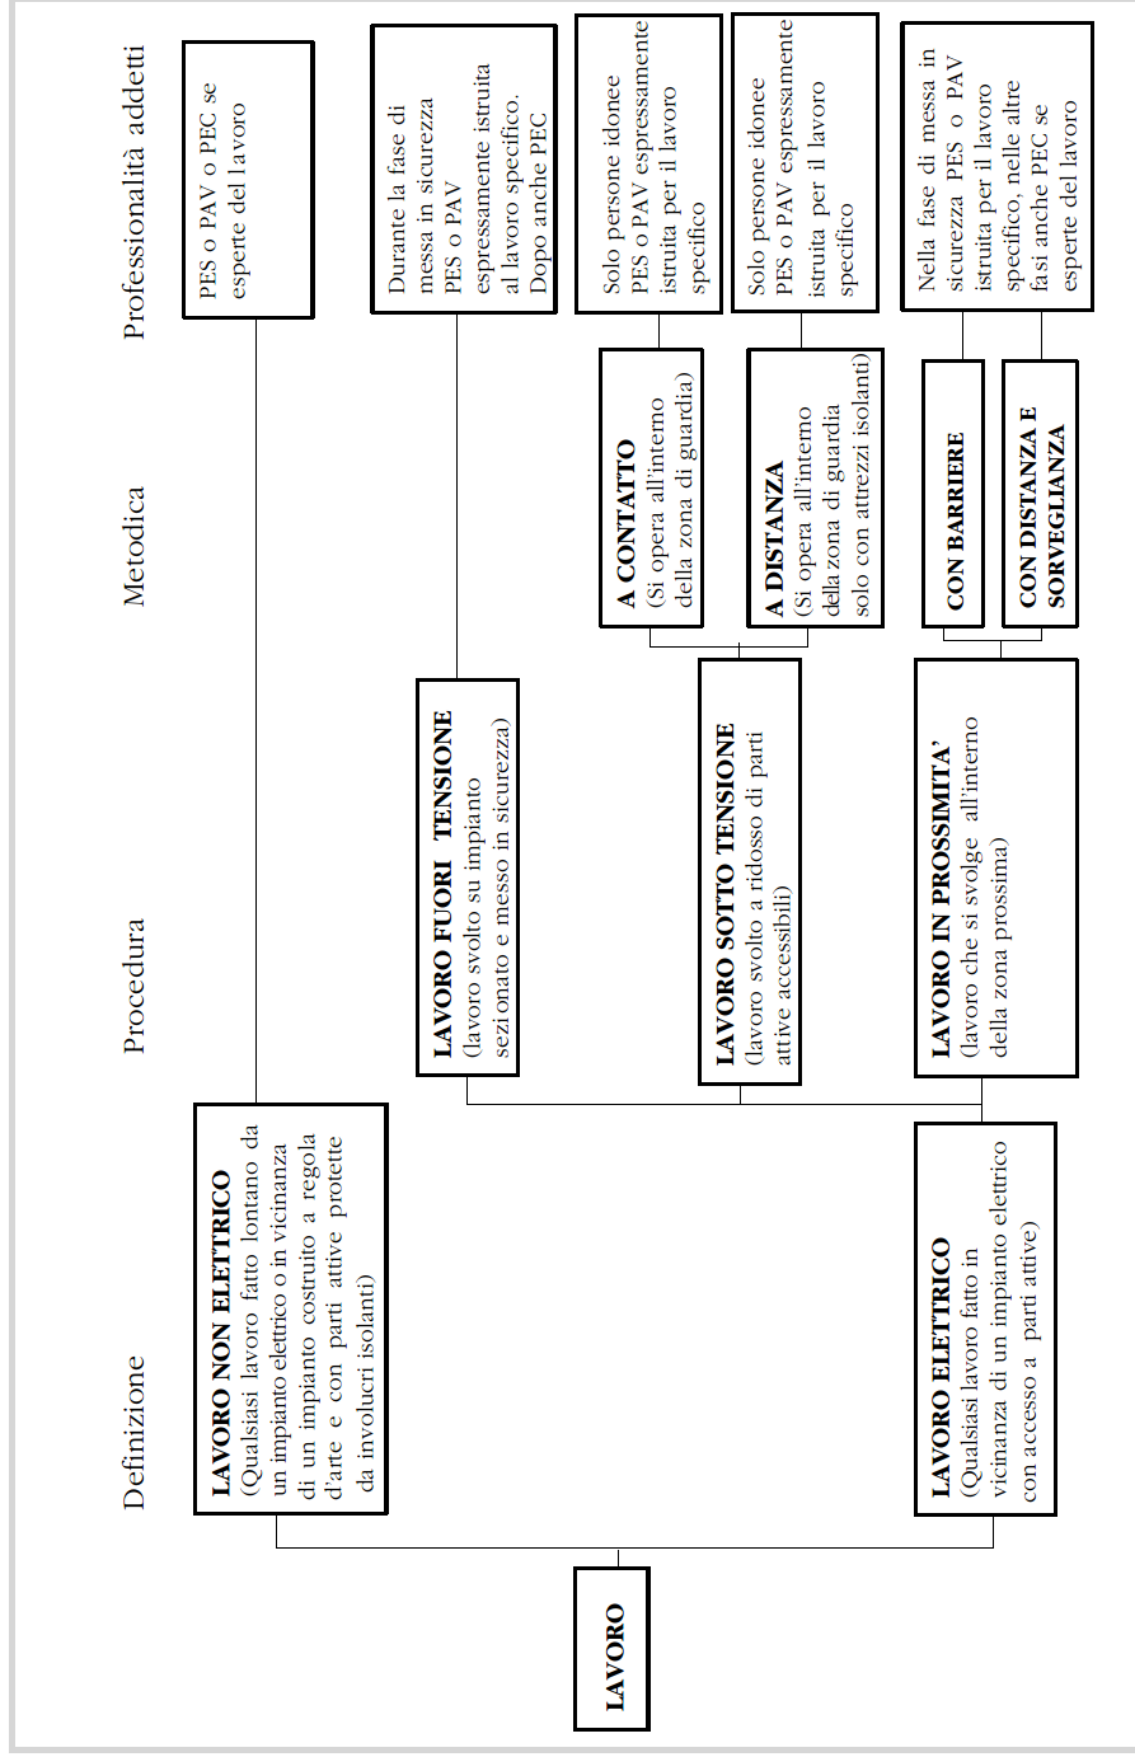 Definizione
Procedura
Metodica
Professionalità addetti
LAVORO
LAVORO NON ELETTRICO
(Qualsiasi lavoro fatto lontano da
un impianto elettrico o in vicinanza
di un impianto costruito a regola
d'arte e con parti attive protette
da involucri isolanti)
PES o PAV o PEC se
esperte del lavoro
LAVORO ELETTRICO
(Qualsiasi lavoro fatto in
vicinanza di un impianto elettrico
con accesso a parti attive)
LAVORO FUORI TENSIONE
(lavoro svolto su impianto
sezionato e messo in sicurezza)
Durante la fase di
messa in sicurezza
PES o PAV
espressamente istruita
al lavoro specifico.
Dopo anche PEC
LAVORO SOTTO TENSIONE
(lavoro svolto a ridosso di parti
attive accessibili)
A CONTATTO
(Si opera all'interno
della zona di guardia)
Solo persone idonee
PES o PAV espressamente
istruita per il lavoro
specifico
A DISTANZA
(Si opera all'interno
della zona di guardia
solo con attrezzi isolanti)
Solo persone idonee
PES o PAV espressamente
istruita per il lavoro
specifico
LAVORO IN PROSSIMITA'
(lavoro che si svolge all'interno
della zona prossima)
CON BARRIERE
CON DISTANZA E
SORVEGLIANZA
Nella fase di messa in
sicurezza PES o PAV
istruita per il lavoro
specifico, nelle altre
fasi anche PEC se
esperte del lavoro